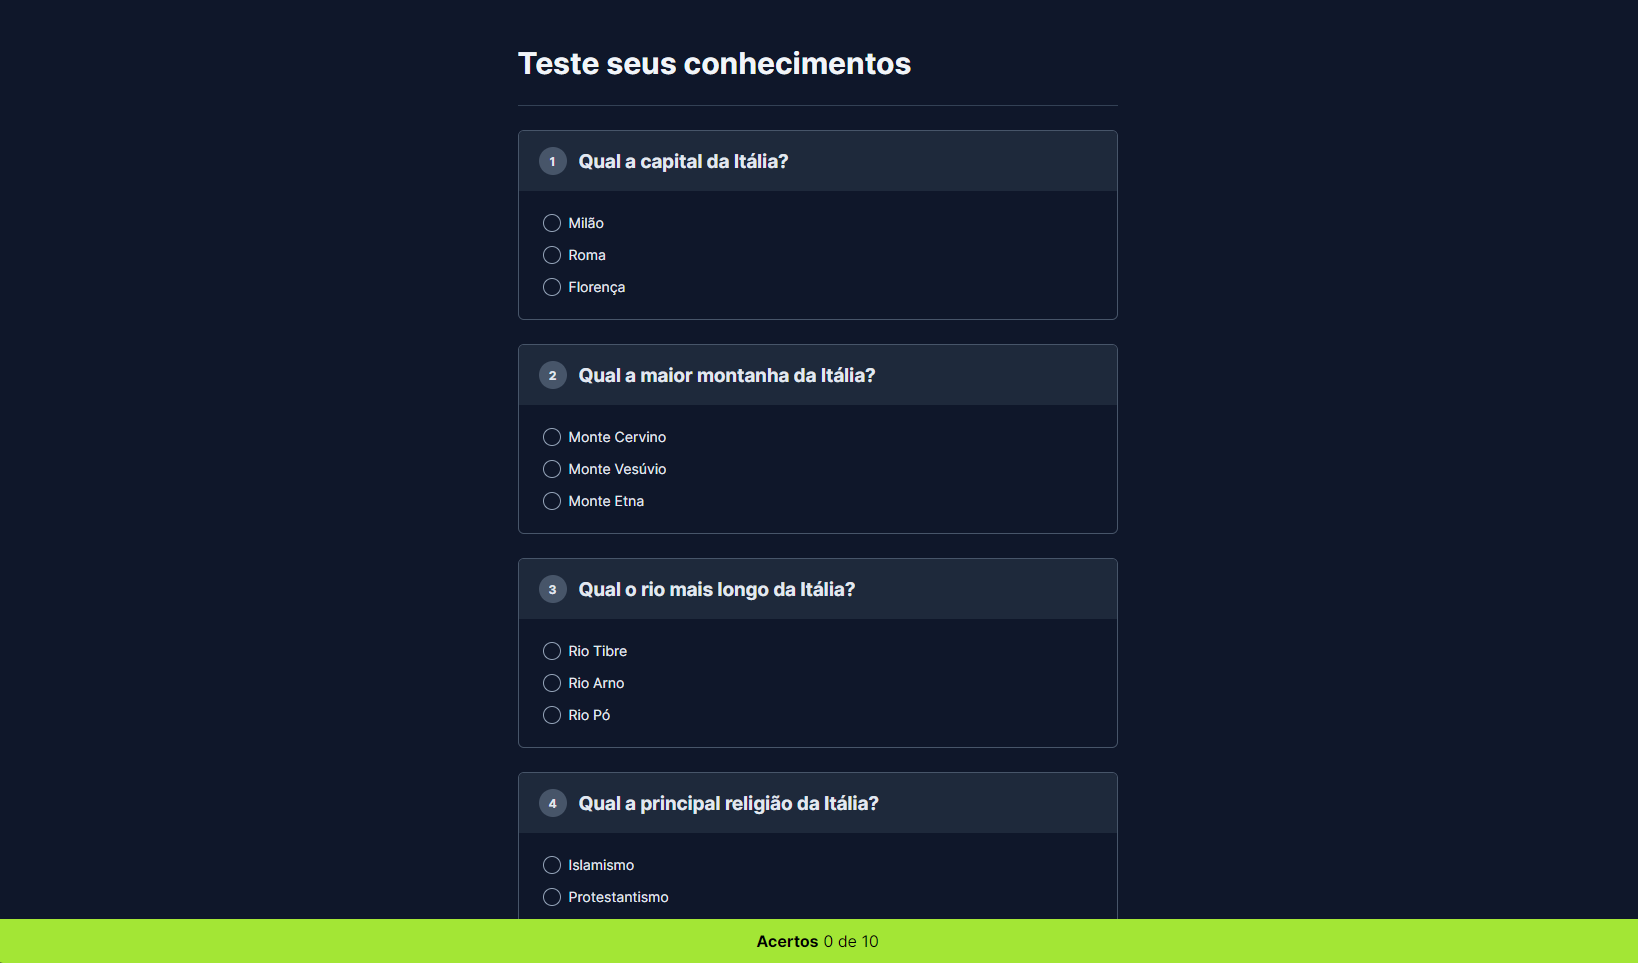 Teste seus conhecimentos
1 Qual a capital da Itália?
Milão
Roma
Florença
2 Qual a maior montanha da Itália?
Monte Cervino
Monte Vesúvio
Monte Etna
3 Qual o rio mais longo da Itália?
Rio Tibre
Rio Arno
Rio Pó
4 Qual a principal religião da Itália?
Islamismo
Protestantismo
Acertos 0 de 10